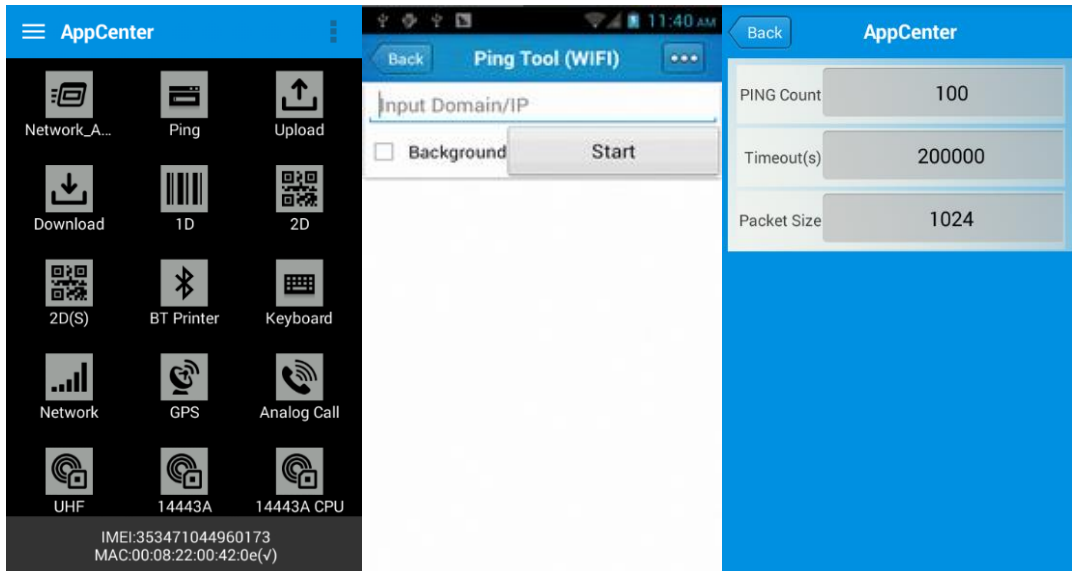 AppCenter
Network_A...
Ping
Upload
Download
1D
2D
2D(S)
BT Printer
Keyboard
Network
GPS
Analog Call
UHF
14443A
14443A CPU
IMEI:353471044960173
MAC:00:08:22:00:42:0e(√)
11:40 AM
Back
Ping Tool (WIFI)
Input Domain/IP
Background
Start
Back
AppCenter
PING Count
100
Timeout(s)
200000
Packet Size
1024